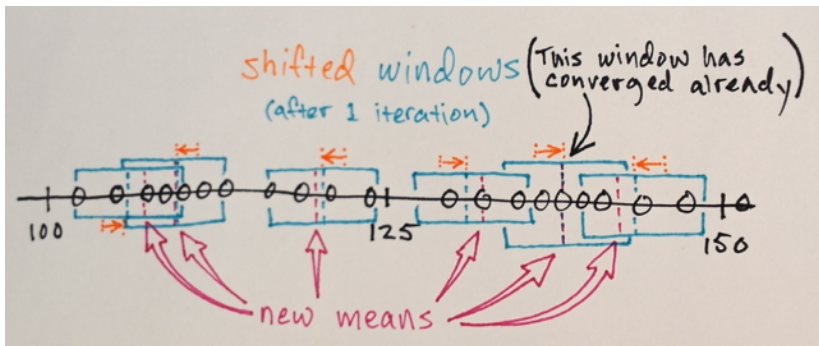 shifted windows
(after 1 iteration)
(This window has
converged already)
100
125
150
new means